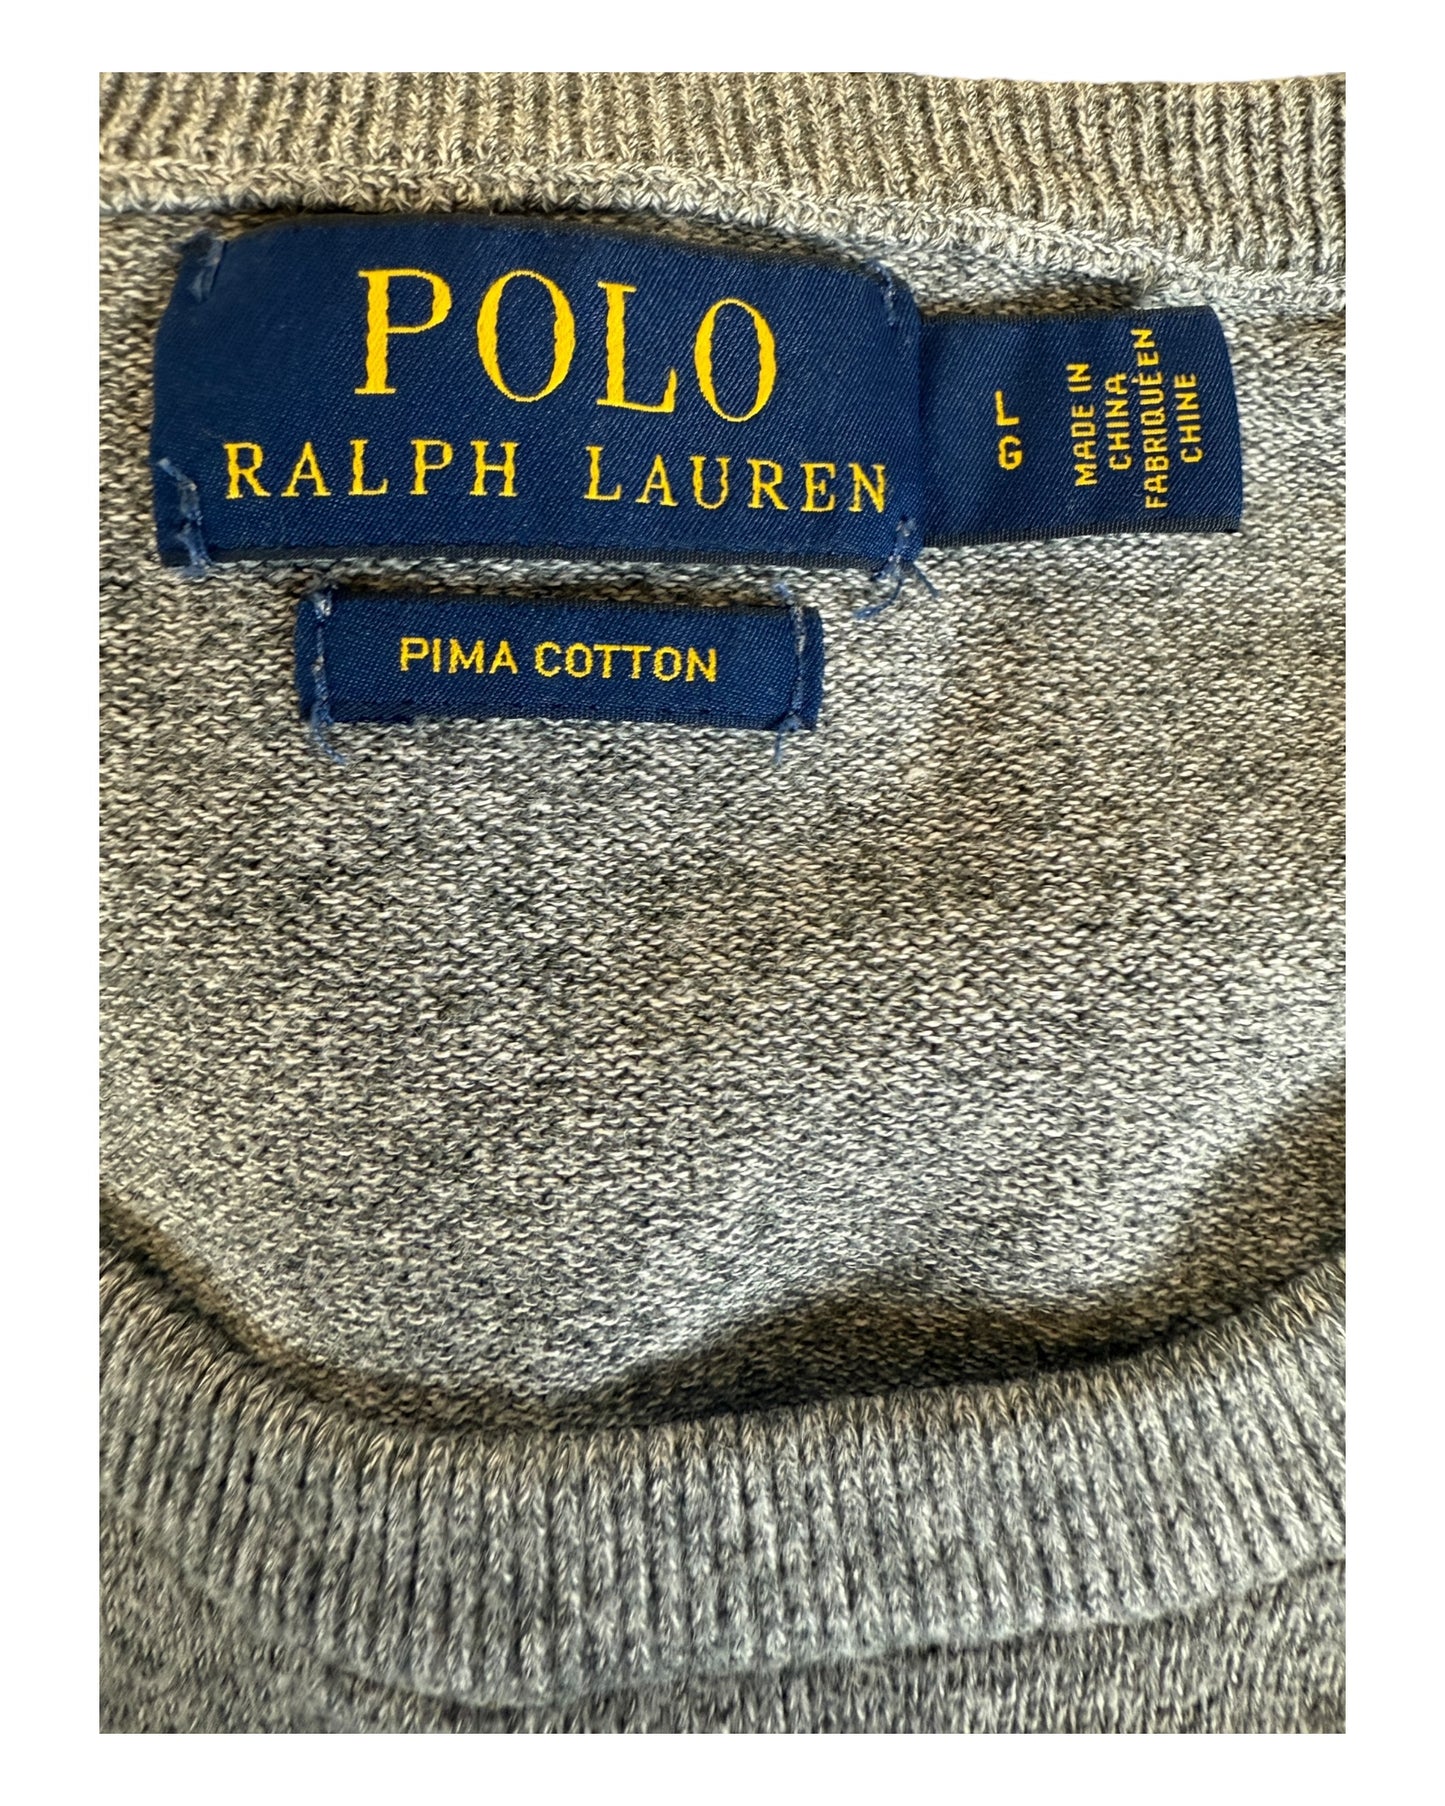 POLO
RALPH LAUREN
L
G
MADE IN
CHINA
FABRIQUÉ EN
CHINE
PIMA COTTON